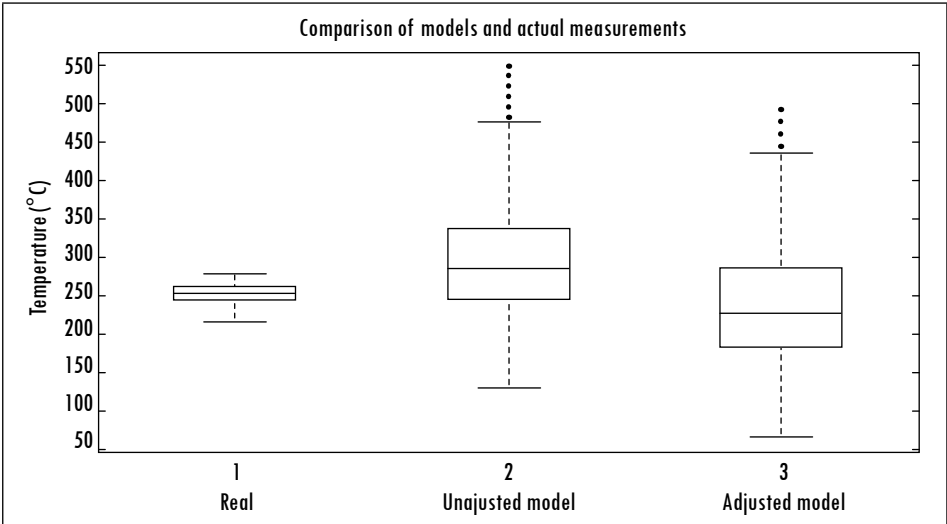 Comparison of models and actual measurements
Temperature (°C)
550
500
450
400
350
300
250
200
150
100
50
1
2
3
Real
Unajusted model
Adjusted model